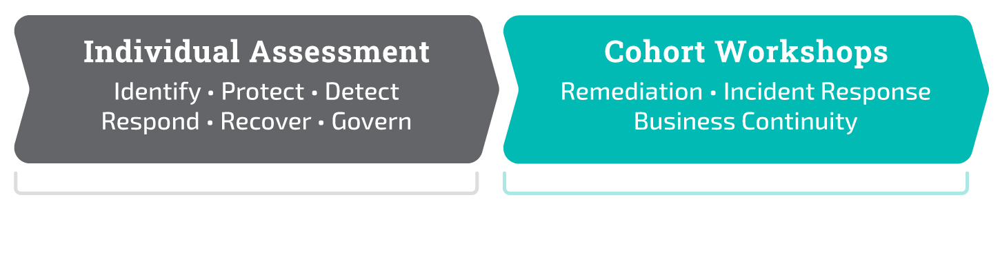 Individual Assessment
Identify • Protect • Detect
Respond • Recover • Govern
Cohort Workshops
Remediation • Incident Response
Business Continuity